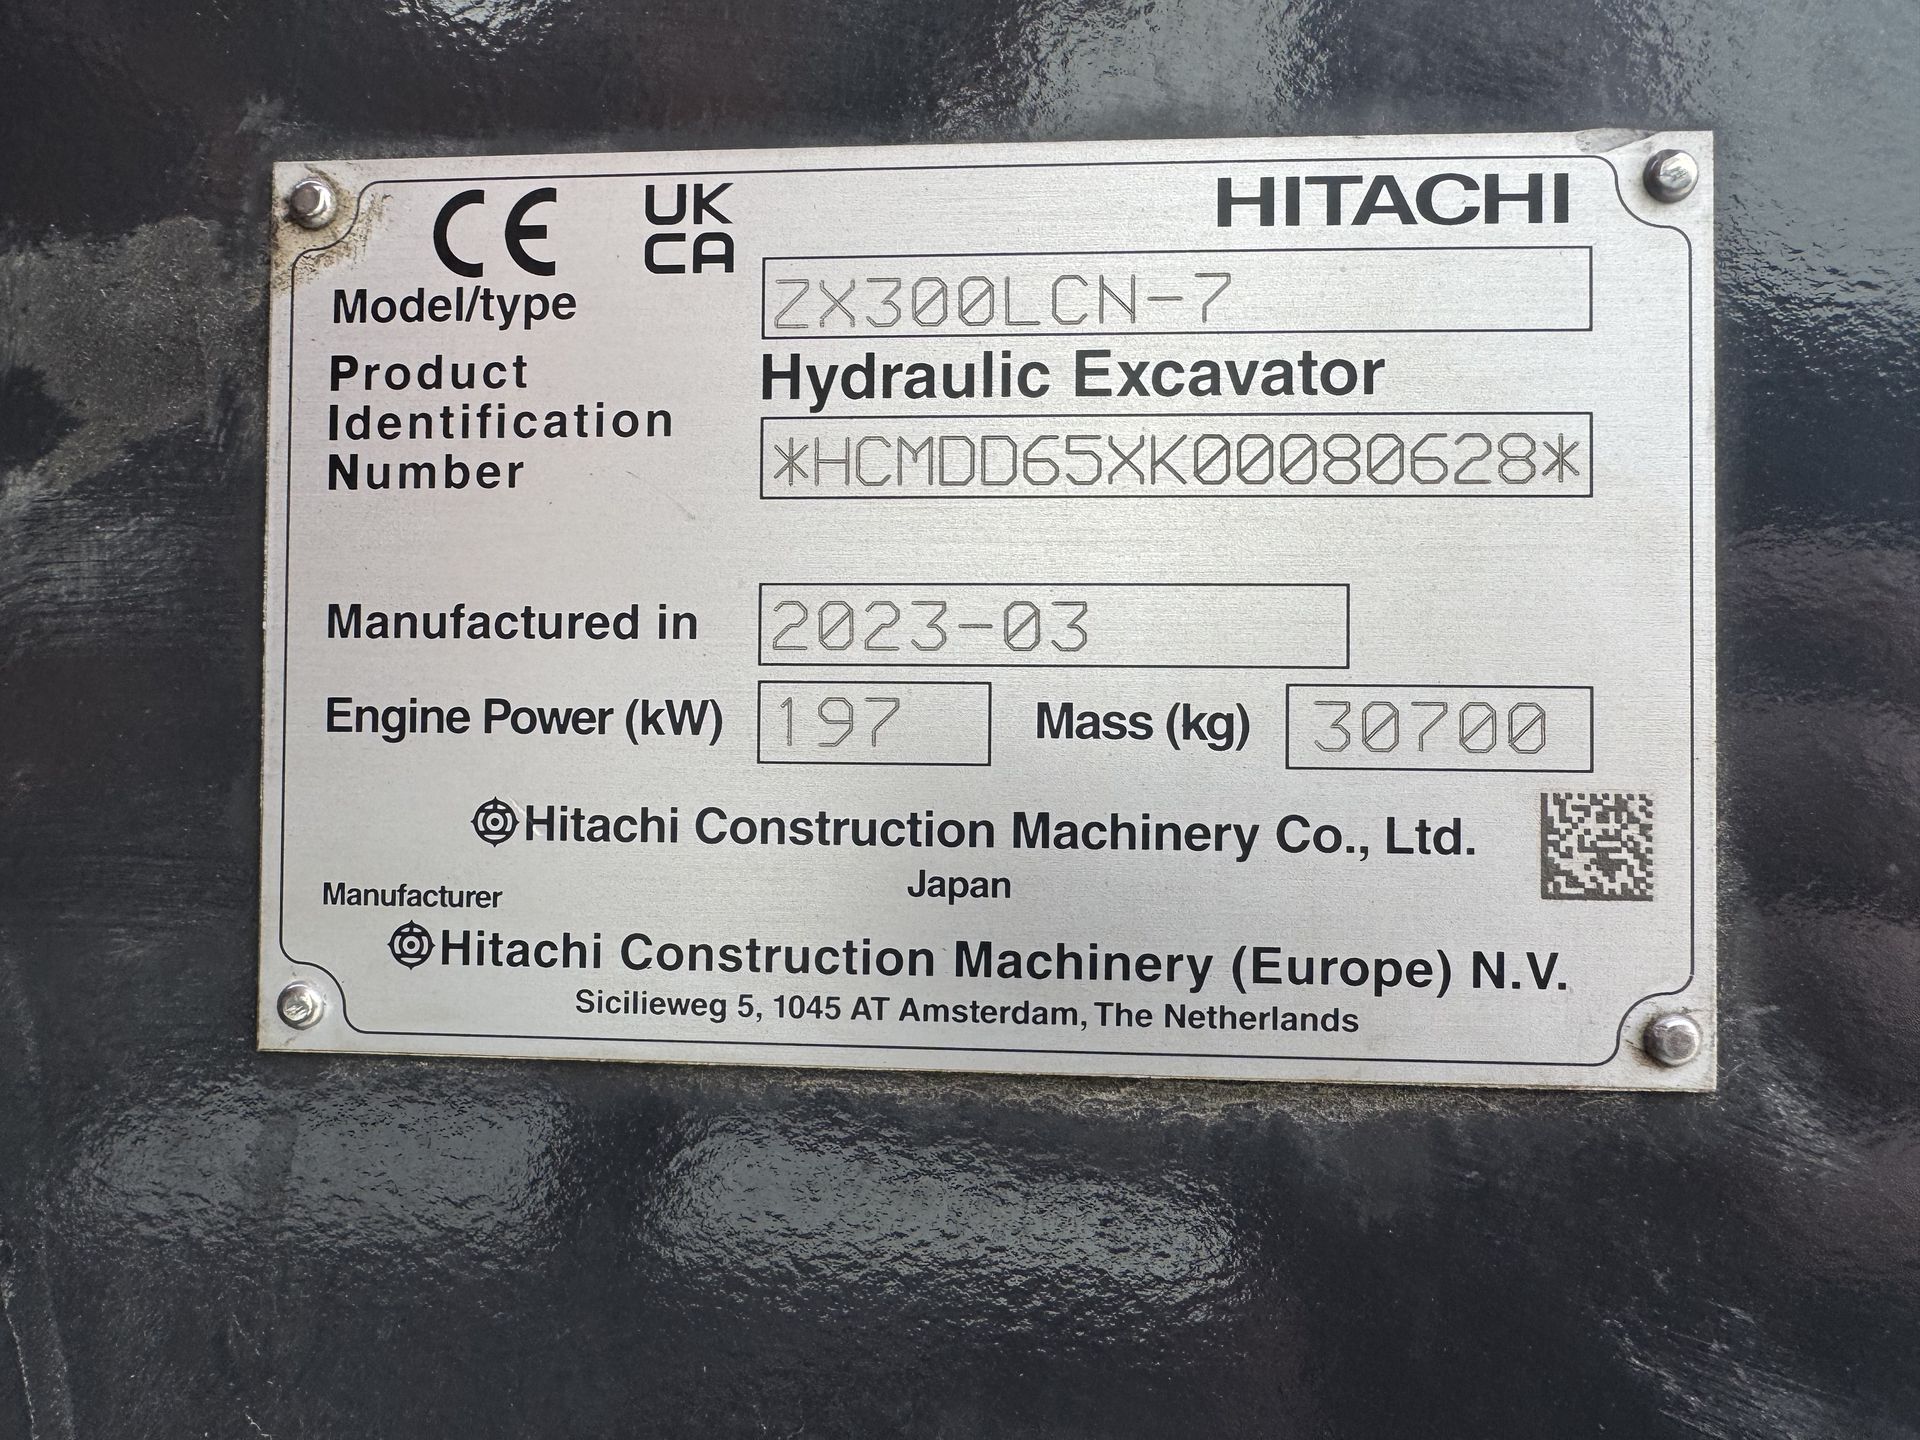 CE
UK
CA
HITACHI
Model/type
ZX300LCN-7
Hydraulic Excavator
Product
Identification
Number
*HCMDD65XK00080628*
Manufactured in 2023-03
Engine Power (kW) 197 Mass (kg) 30700
Hitachi Construction Machinery Co., Ltd.
Japan
Manufacturer
Hitachi Construction Machinery (Europe) N.V.
Sicilieweg 5, 1045 AT Amsterdam, The Netherlands